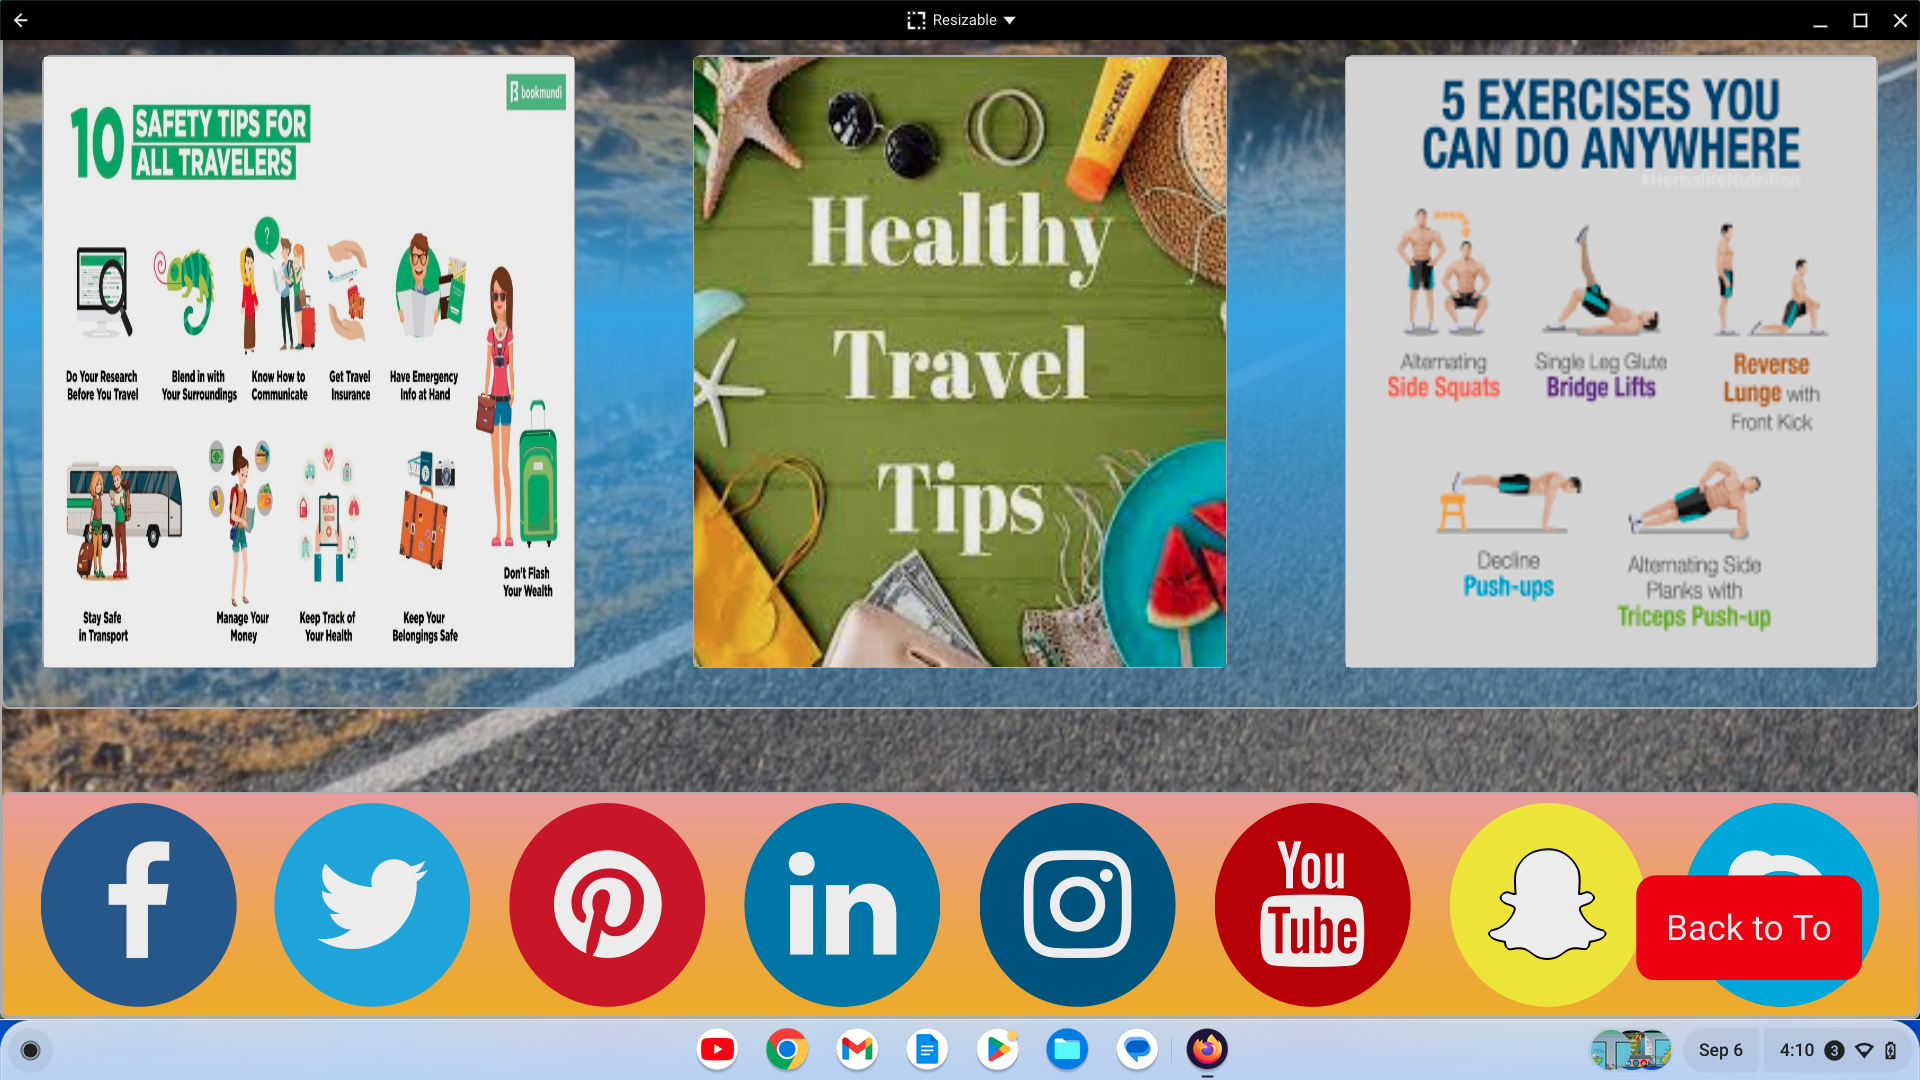 Resizable
bookmundi
10 SAFETY TIPS FOR
ALL TRAVELERS
?
Do Your Research
Before You Travel
Blend in with
Your Surroundings
Know How to
Communicate
Get Travel
Insurance
Have Emergency
Info at Hand
HEALTH
Stay Safe
in Transport
Manage Your
Money
Keep Track of
Your Health
Keep Your
Belongings Safe
Don't Flash
Your Wealth
SUNSCREEN
Healthy
Travel
Tips
5 EXERCISES YOU
CAN DO ANYWHERE
#HerbalifeNutrition
Alternating
Side Squats
Single Leg Glute
Bridge Lifts
Reverse
Lunge with
Front Kick
Decline
Push-ups
Alternating Side
Planks with
Triceps Push-up
f
in
You
Tube
Back to To
Sep 6
4:10
3